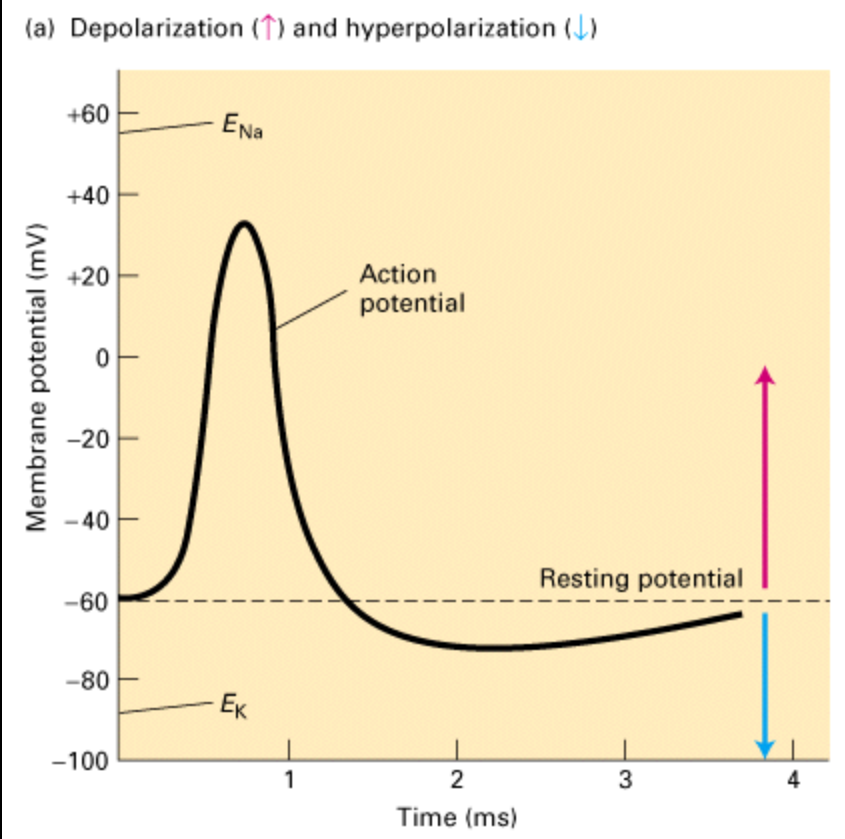 (a) Depolarization (↑) and hyperpolarization (↓)
Membrane potential (mV)
+60
E_Na
+40
+20
Action
potential
0
−20
−40
Resting potential
−60
−80
E_K
−100
1
2
3
4
Time (ms)